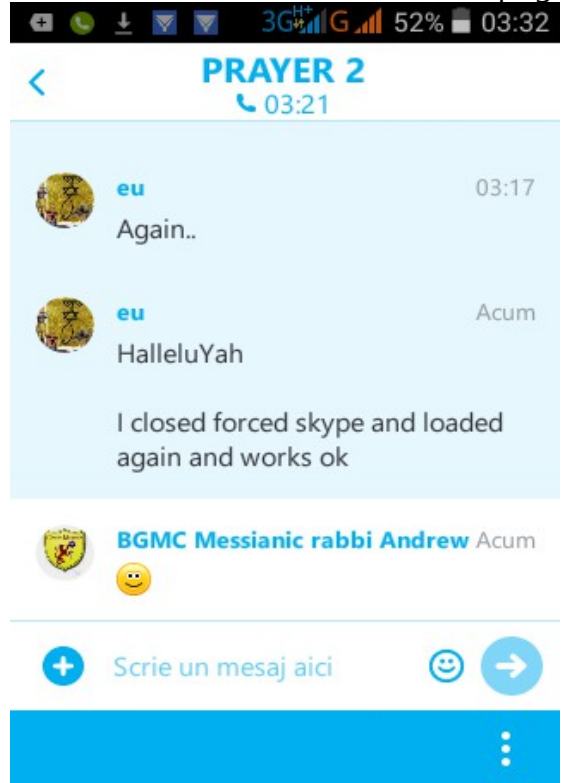 3G H+ G 52% 03:32
PRAYER 2
03:21
eu 03:17
Again..
eu Acum
HalleluYah
I closed forced skype and loaded
again and works ok
BGMC Messianic rabbi Andrew Acum
Scrie un mesaj aici